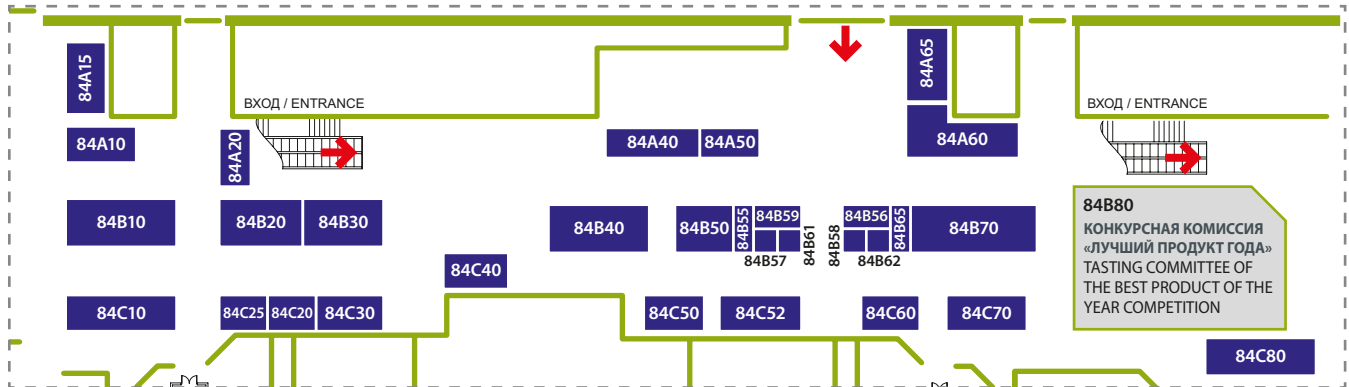 84A15
84A65
ВХОД / ENTRANCE
ВХОД / ENTRANCE
84A10
84A20
84A40
84A50
84A60
84B10
84B20
84B30
84B40
84B50
84B55
84B59
84B61
84B57
84B58
84B56
84B65
84B62
84B70
84B80
КОНКУРСНАЯ КОМИССИЯ
«ЛУЧШИЙ ПРОДУКТ ГОДА»
TASTING COMMITTEE OF
THE BEST PRODUCT OF THE
YEAR COMPETITION
84C40
84C10
84C25
84C20
84C30
84C50
84C52
84C60
84C70
84C80